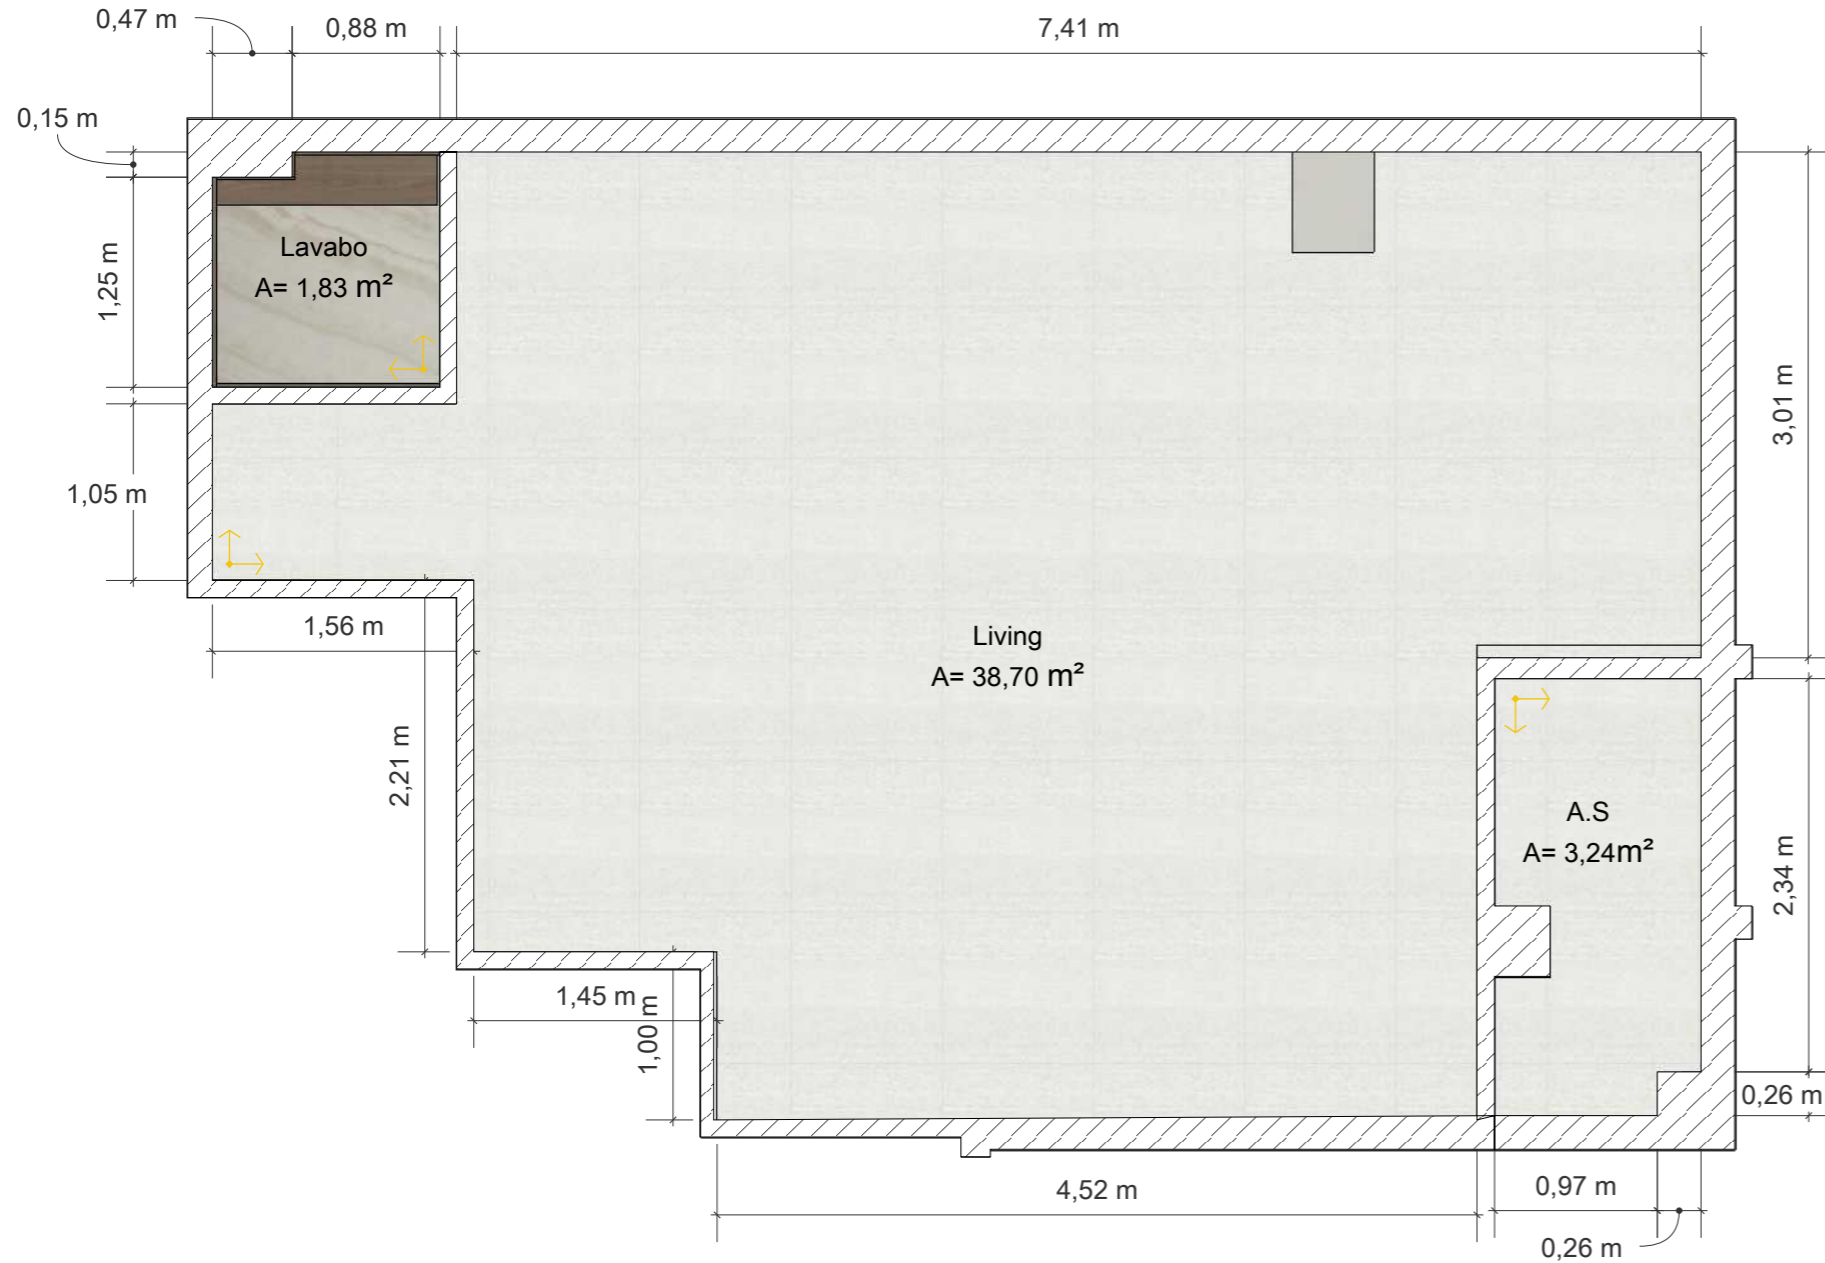 0,47 m
0,88 m
7,41 m
0,15 m
Lavabo
A= 1,83 m²
1,25 m
3,01 m
1,05 m
1,56 m
Living
A= 38,70 m²
2,21 m
A.S
A= 3,24m²
2,34 m
1,45 m
1,00 m
0,26 m
4,52 m
0,97 m
0,26 m